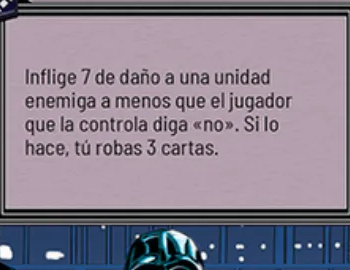 Inflige 7 de daño a una unidad
enemiga a menos que el jugador
que la controla diga «no». Si lo
hace, tú robas 3 cartas.